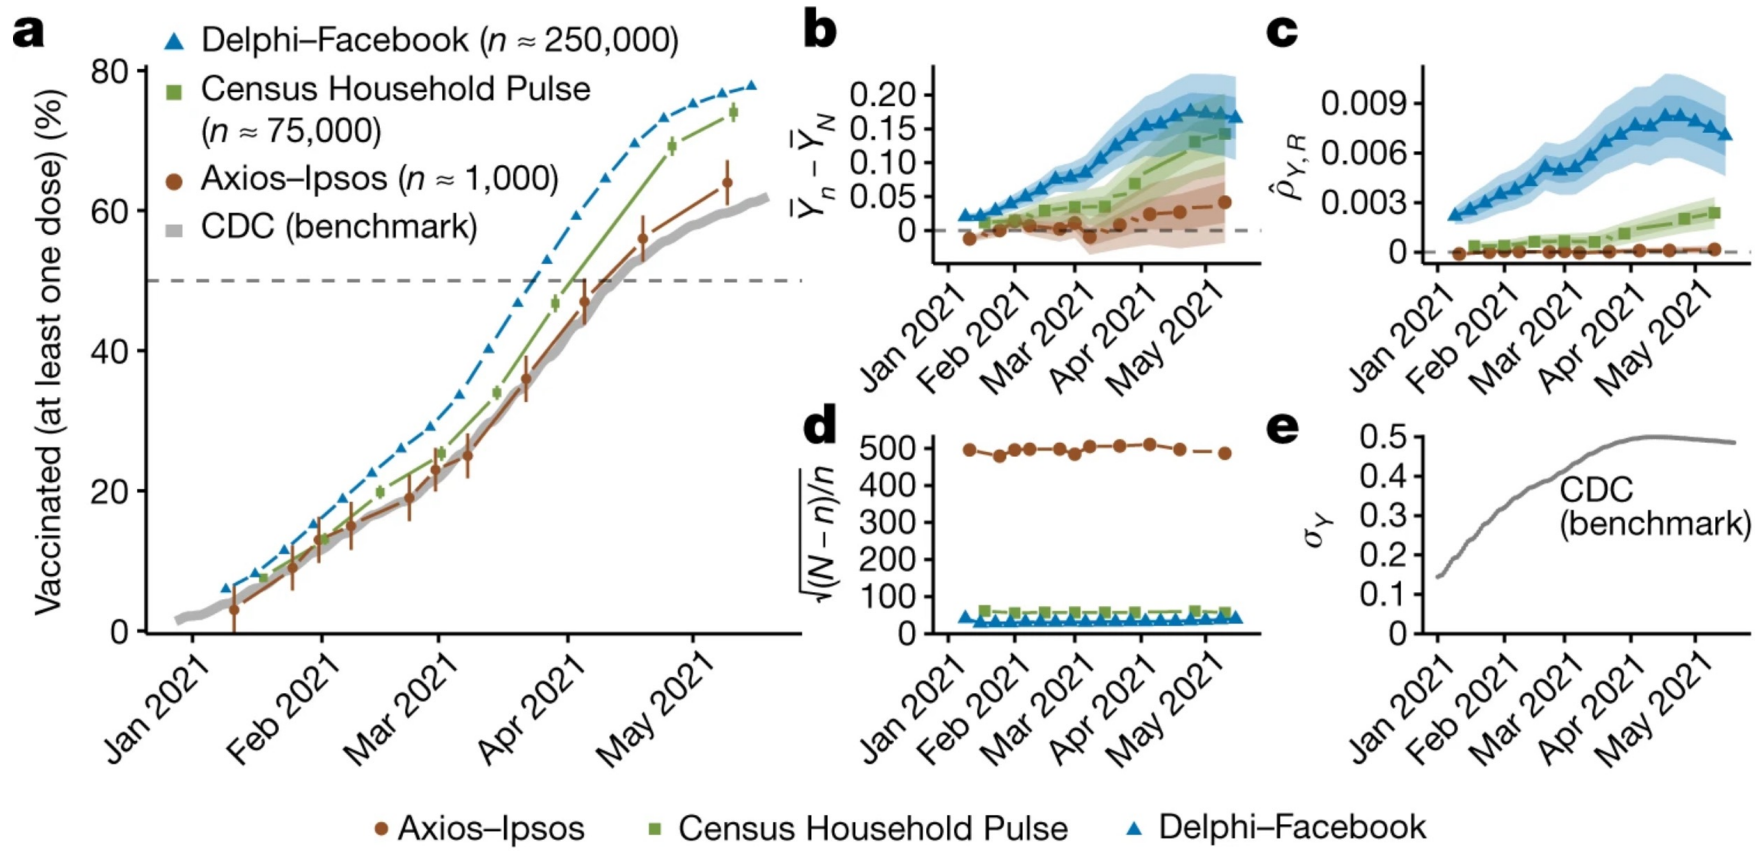 a
Delphi–Facebook (n ≈ 250,000)
Census Household Pulse
(n ≈ 75,000)
Axios–Ipsos (n ≈ 1,000)
CDC (benchmark)
Vaccinated (at least one dose) (%)
80
60
40
20
0
Jan 2021
Feb 2021
Mar 2021
Apr 2021
May 2021
b
Y̅n − Y̅N
0.20
0.15
0.10
0.05
0
Jan 2021
Feb 2021
Mar 2021
Apr 2021
May 2021
c
ρ̂Y, R
0.009
0.006
0.003
0
Jan 2021
Feb 2021
Mar 2021
Apr 2021
May 2021
d
√(N − n)/n
500
400
300
200
100
0
Jan 2021
Feb 2021
Mar 2021
Apr 2021
May 2021
e
σY
0.5
0.4
0.3
0.2
0.1
0
CDC
(benchmark)
Jan 2021
Feb 2021
Mar 2021
Apr 2021
May 2021
Axios–Ipsos
Census Household Pulse
Delphi–Facebook